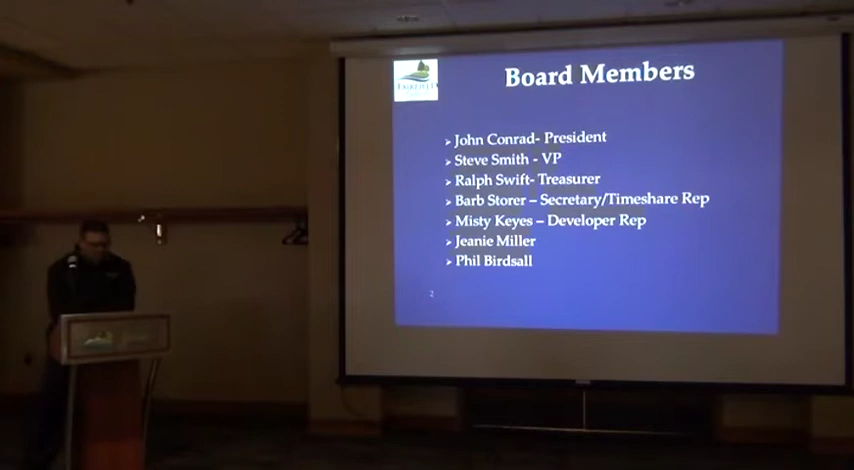 FAIRFIELD
Board Members
➢ John Conrad- President
➢ Steve Smith - VP
➢ Ralph Swift- Treasurer
➢ Barb Storer – Secretary/Timeshare Rep
➢ Misty Keyes – Developer Rep
➢ Jeanie Miller
➢ Phil Birdsall
2